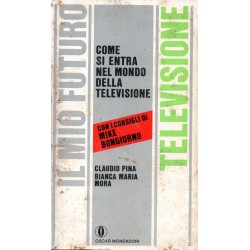 IL MIO FUTURO
COME
SI ENTRA
NEL MONDO
DELLA
TELEVISIONE
CON I CONSIGLI DI
MIKE
BONGIORNO
CLAUDIO PINA
BIANCA MARIA
MORA
TELEVISIONE
OSCAR MONDADORI